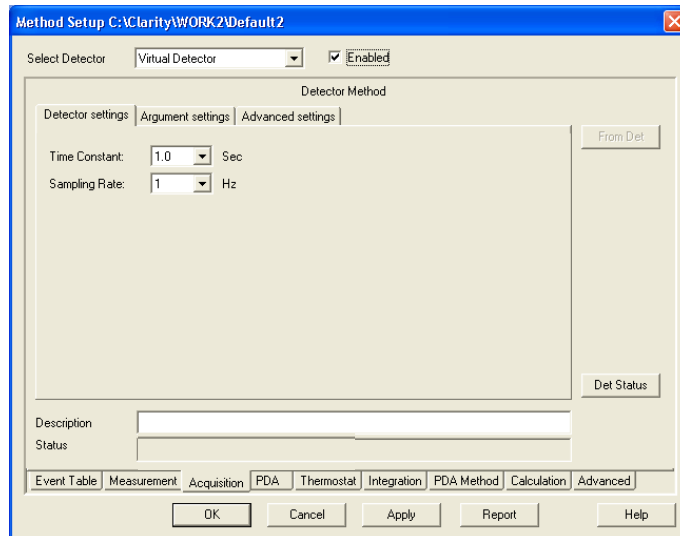 Method Setup C:\Clarity\WORK2\Default2
Select Detector Virtual Detector Enabled
Detector Method
Detector settings Argument settings Advanced settings
From Det
Time Constant: 1.0 Sec
Sampling Rate: 1 Hz
Det Status
Description
Status
Event Table Measurement Acquisition PDA Thermostat Integration PDA Method Calculation Advanced
OK Cancel Apply Report Help